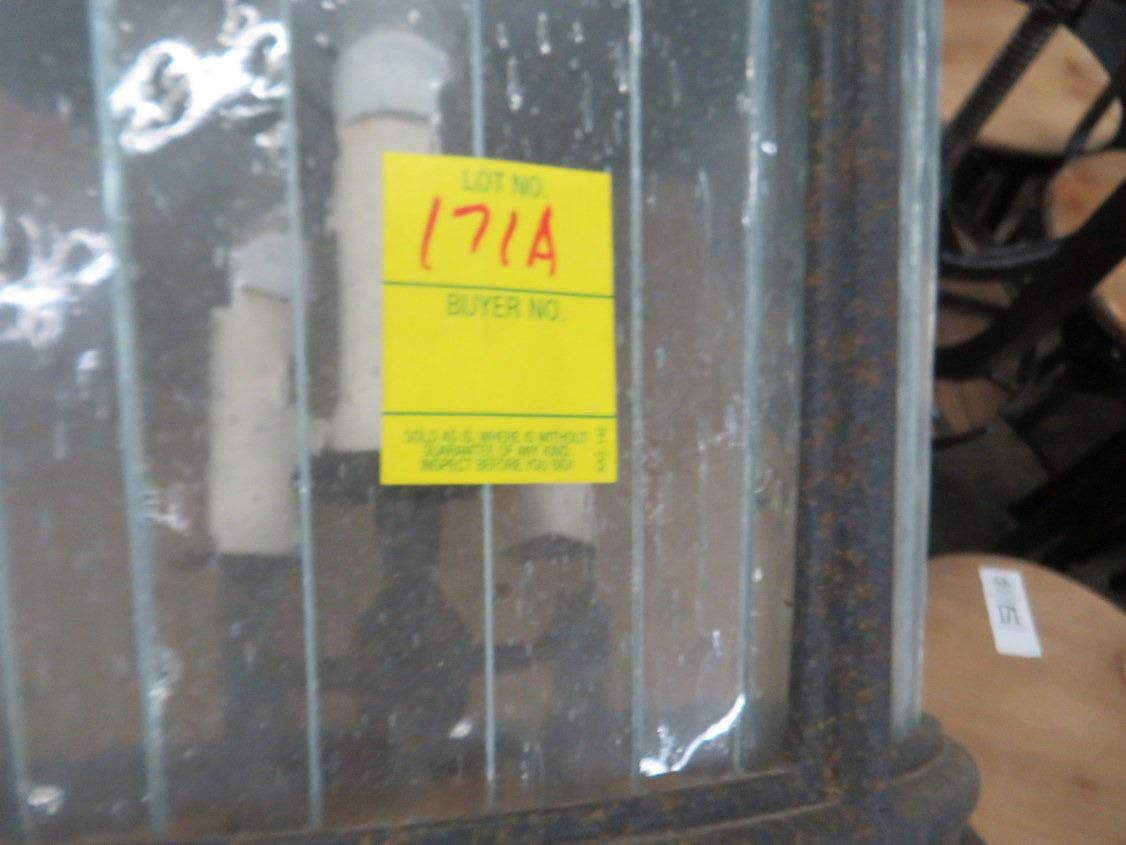 LOT NO.
171A
BUYER NO.
SOLD AS IS, WHERE IS WITHOUT
GUARANTEE OF ANY KIND.
INSPECT BEFORE YOU BID!
171